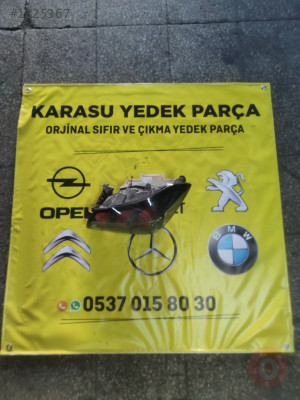 KARASU YEDEK PARÇA
ORJİNAL SIFIR VE ÇIKMA YEDEK PARÇA
OPEL
BMW
0537 015 80 30